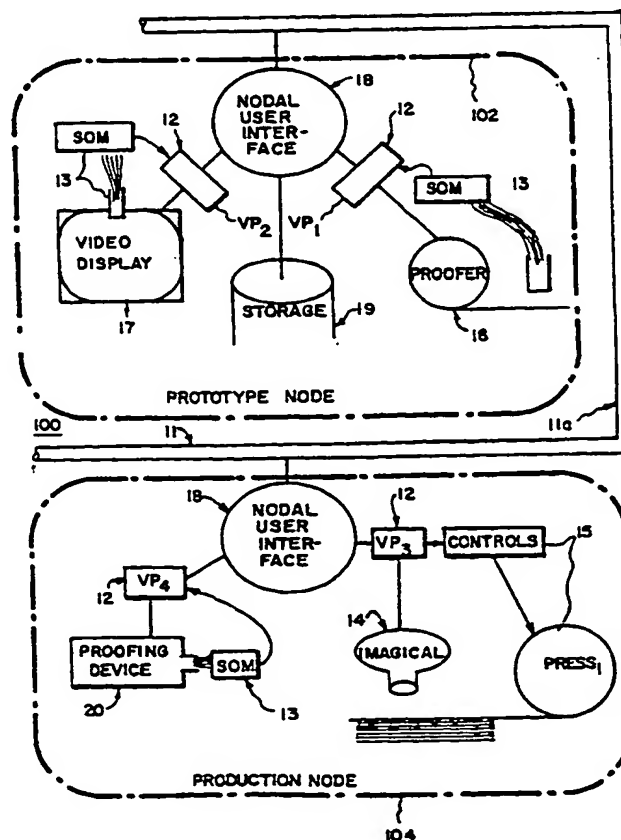 18
102
NODAL
USER
INTER-
FACE
12
12
SOM
13
VP₂
VP₁
SOM
13
VIDEO
DISPLAY
17
STORAGE
19
PROOFER
16
PROTOTYPE NODE
100
11
11a
18
NODAL
USER
INTER-
FACE
12
VP₃
CONTROLS
15
12
VP₄
14
IMAGICAL
PRESS₁
PROOFING
DEVICE
SOM
20
13
PRODUCTION NODE
104